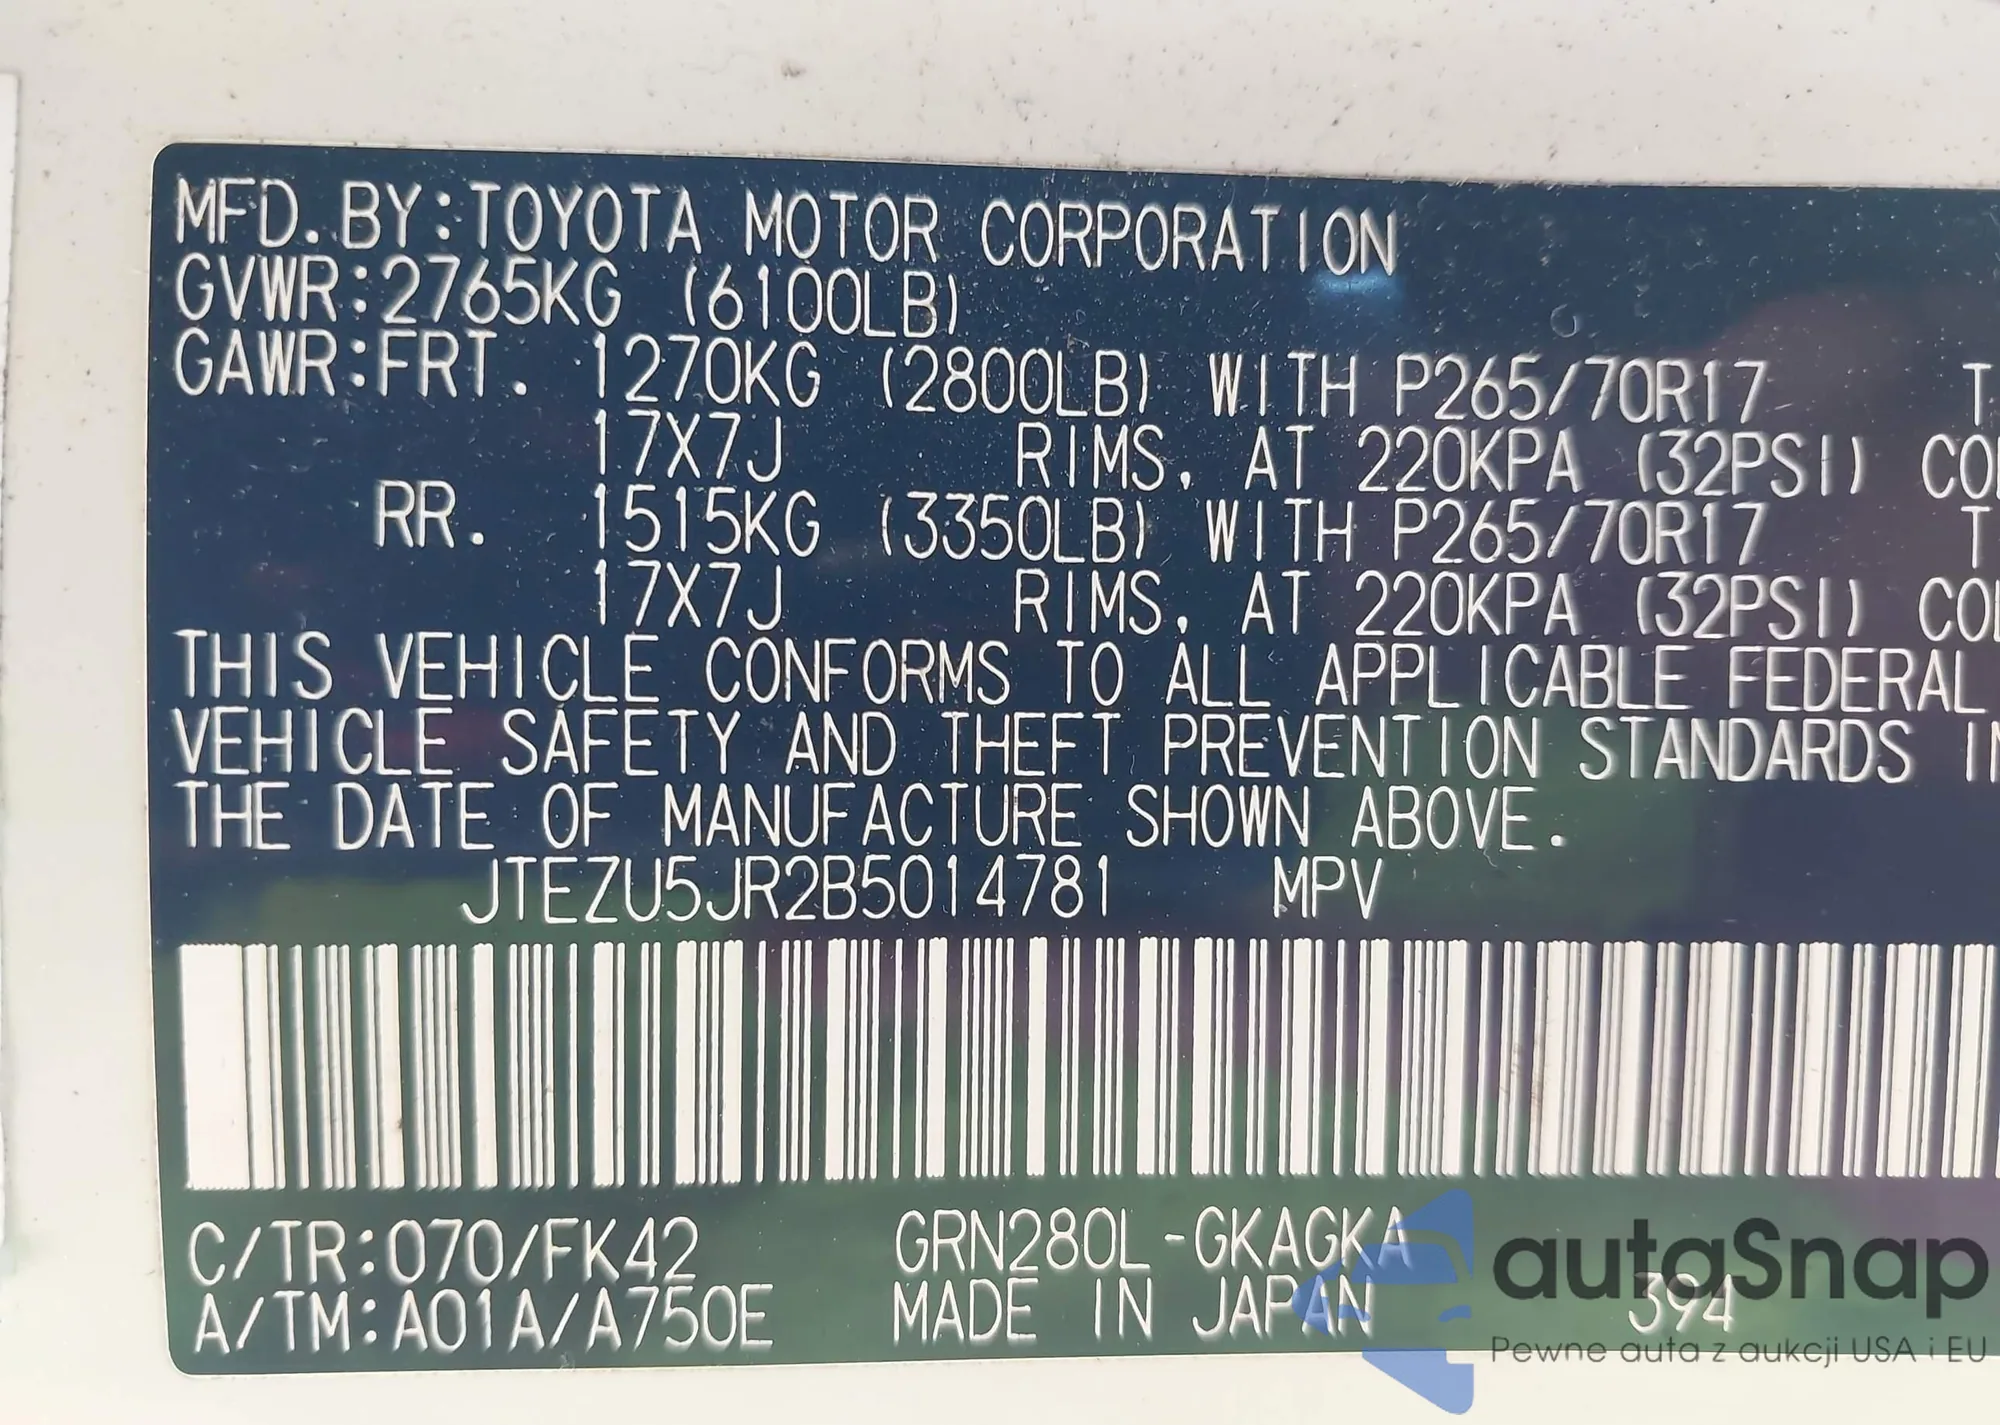 MFD. BY:TOYOTA MOTOR CORPORATION
GVWR:2765KG (6100LB)
GAWR:FRT. 1270KG (2800LB) WITH P265/70R17 T
17X7J RIMS, AT 220KPA (32PSI) COL
RR. 1515KG (3350LB) WITH P265/70R17 T
17X7J RIMS, AT 220KPA (32PSI) COL
THIS VEHICLE CONFORMS TO ALL APPLICABLE FEDERAL
VEHICLE SAFETY AND THEFT PREVENTION STANDARDS IN
THE DATE OF MANUFACTURE SHOWN ABOVE.
JTEZU5JR2B5014781 MPV
C/TR:070/FK42 GRN280L-GKAGKA
A/TM:A01A/A750E MADE IN JAPAN 394
autaSnap
Pewne auta z aukcji USA i EU